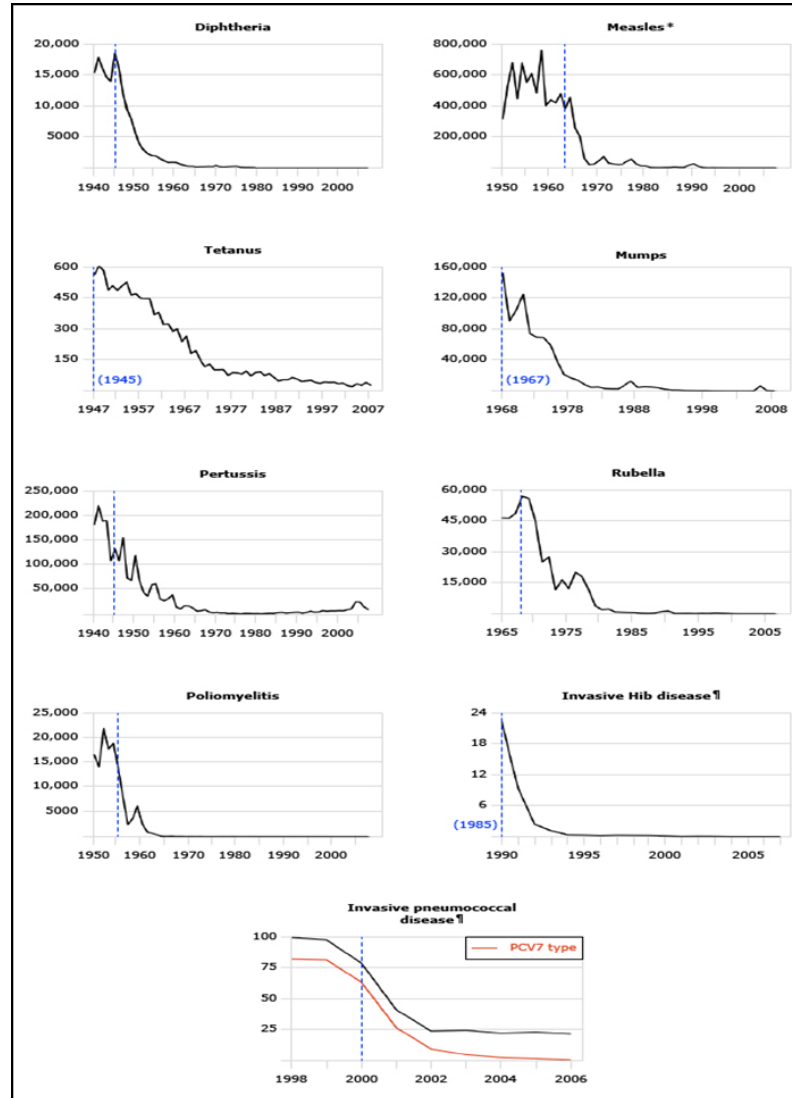 Diphtheria
20,000
15,000
10,000
5000
1940 1950 1960 1970 1980 1990 2000
Measles*
800,000
600,000
400,000
200,000
1950 1960 1970 1980 1990 2000
Tetanus
600
450
300
150
(1945)
1947 1957 1967 1977 1987 1997 2007
Mumps
160,000
120,000
80,000
40,000
(1967)
1968 1978 1988 1998 2008
Pertussis
250,000
200,000
150,000
100,000
50,000
1940 1950 1960 1970 1980 1990 2000
Rubella
60,000
45,000
30,000
15,000
1965 1975 1985 1995 2005
Poliomyelitis
25,000
20,000
15,000
10,000
5000
1950 1960 1970 1980 1990 2000
Invasive Hib disease¶
24
18
12
6
(1985)
1990 1995 2000 2005
Invasive pneumococcal
disease¶
100
75
50
25
PCV7 type
1998 2000 2002 2004 2006